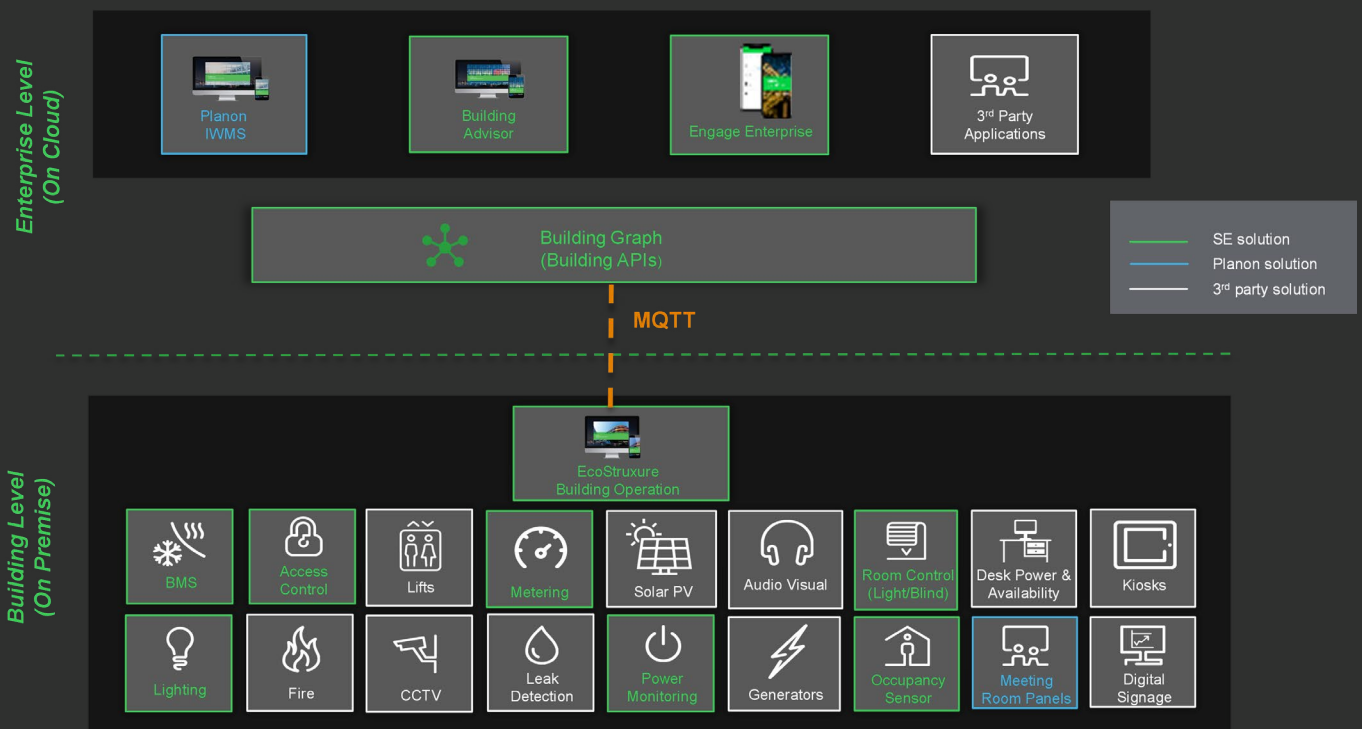 Enterprise Level
(On Cloud)
Planon
IWMS
Building
Advisor
Engage Enterprise
3rd Party
Applications
Building Graph
(Building APIs)
SE solution
Planon solution
3rd party solution
MQTT
Building Level
(On Premise)
EcoStruxure
Building Operation
BMS
Access
Control
Lifts
Metering
Solar PV
Audio Visual
Room Control
(Light/Blind)
Desk Power &
Availability
Kiosks
Lighting
Fire
CCTV
Leak
Detection
Power
Monitoring
Generators
Occupancy
Sensor
Meeting
Room Panels
Digital
Signage